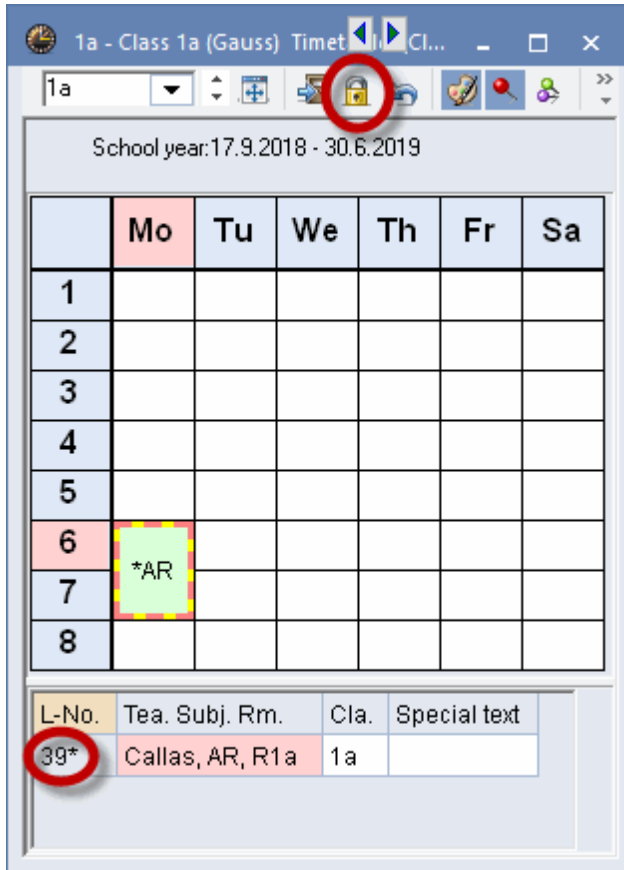 1a - Class 1a (Gauss) Timet Cl...
1a
School year:17.9.2018 - 30.6.2019
Mo Tu We Th Fr Sa
1
2
3
4
5
6
*AR
7
8
L-No. Tea. Subj. Rm. Cla. Special text
39* Callas, AR, R1a 1a